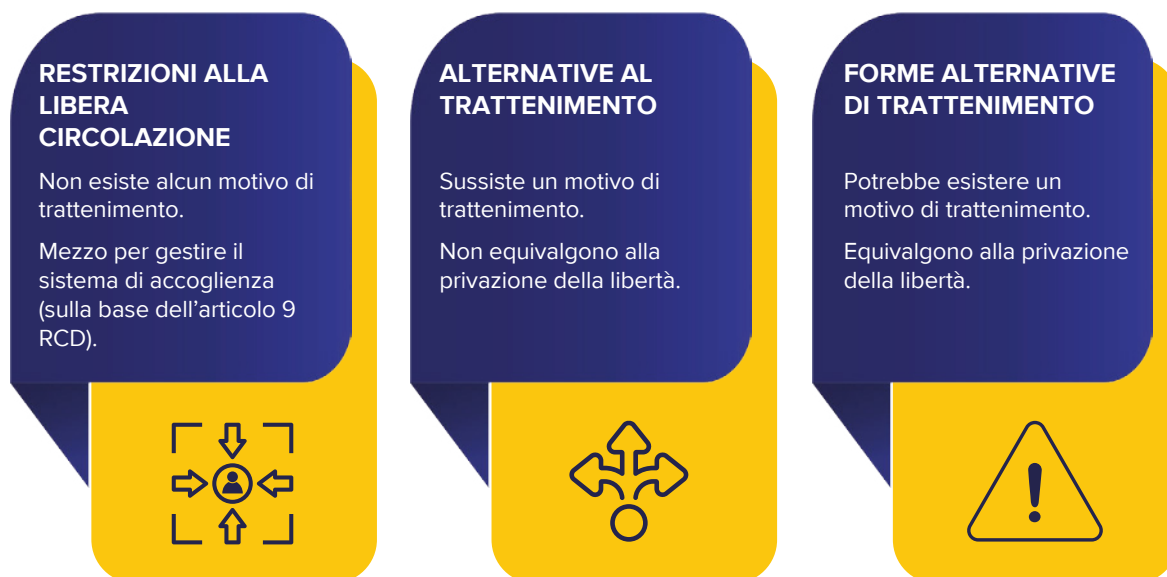 RESTRIZIONI ALLA
LIBERA
CIRCOLAZIONE
Non esiste alcun motivo di
trattenimento.
Mezzo per gestire il
sistema di accoglienza
(sulla base dell'articolo 9
RCD).
ALTERNATIVE AL
TRATTENIMENTO
Sussiste un motivo di
trattenimento.
Non equivalgono alla
privazione della libertà.
FORME ALTERNATIVE
DI TRATTENIMENTO
Potrebbe esistere un
motivo di trattenimento.
Equivalgono alla privazione
della libertà.